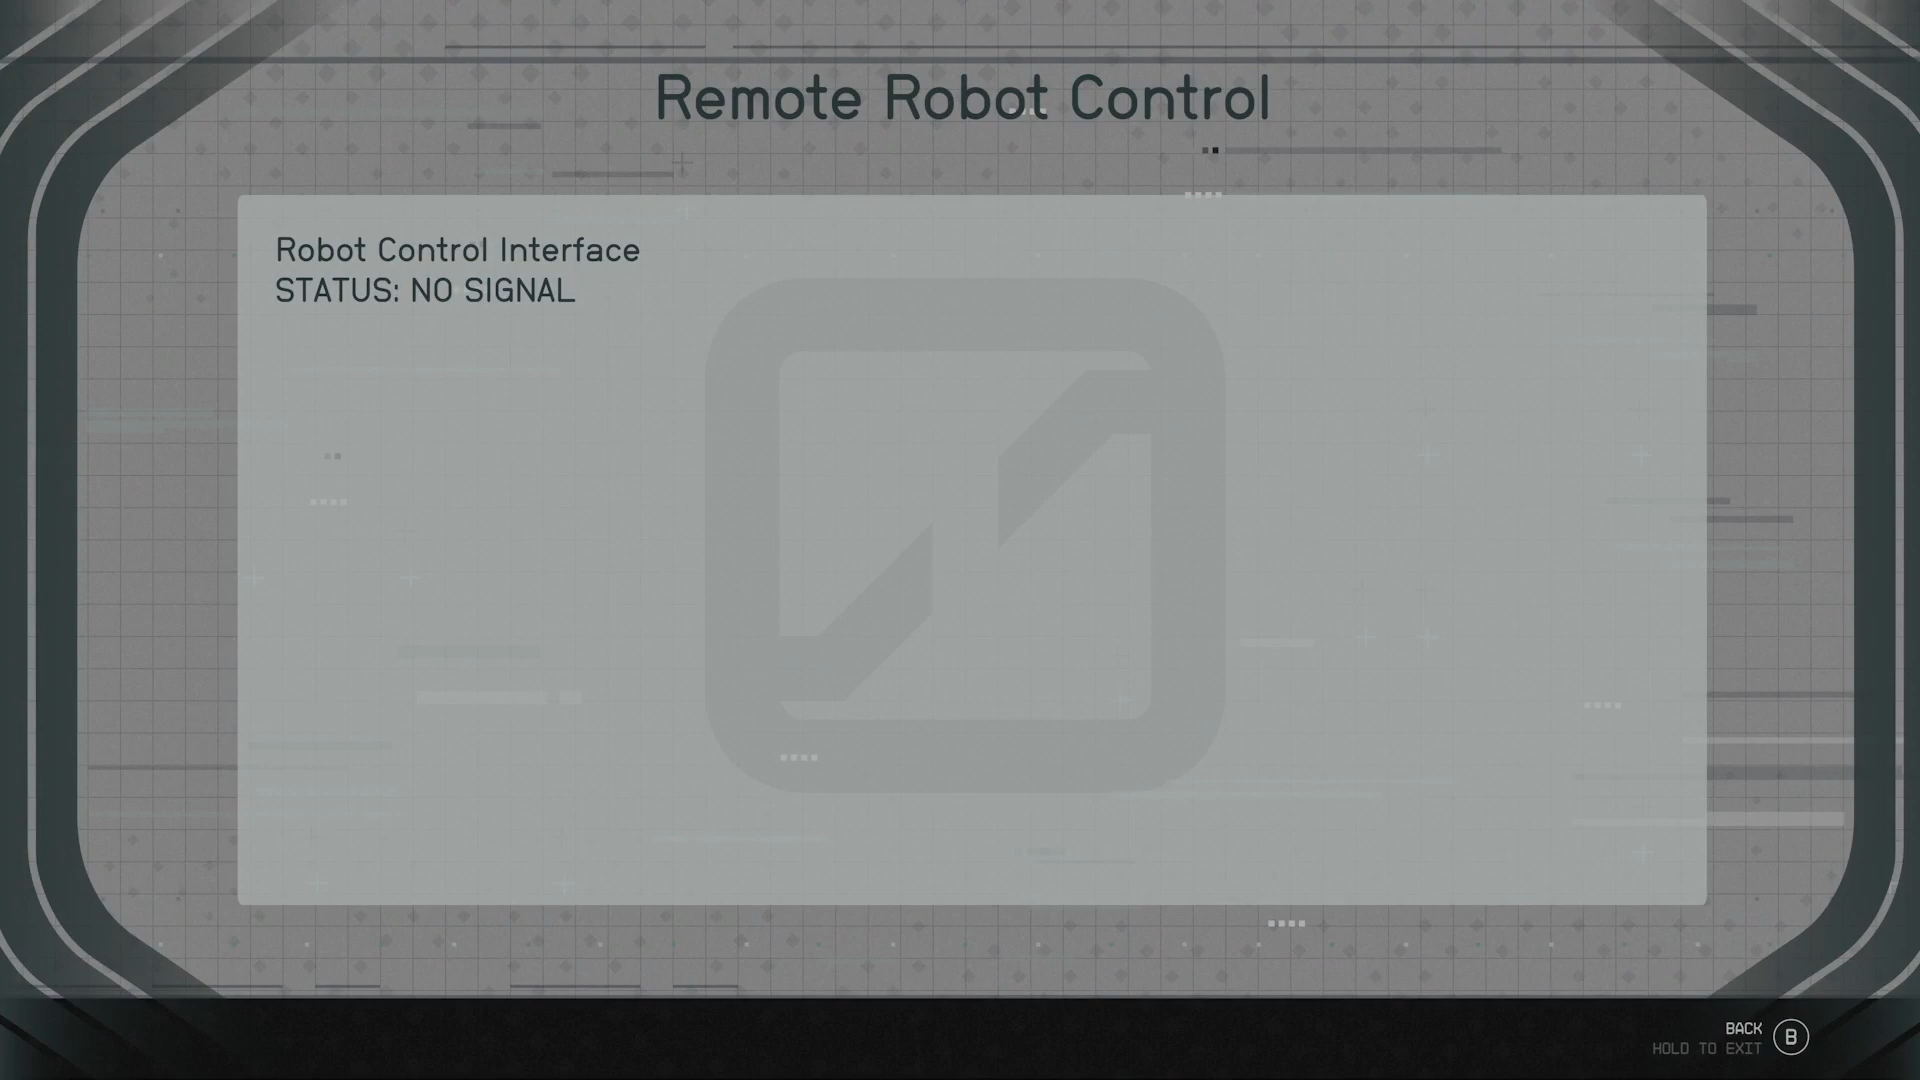 Remote Robot Control
Robot Control Interface
STATUS: NO SIGNAL
BACK
HOLD TO EXIT
B